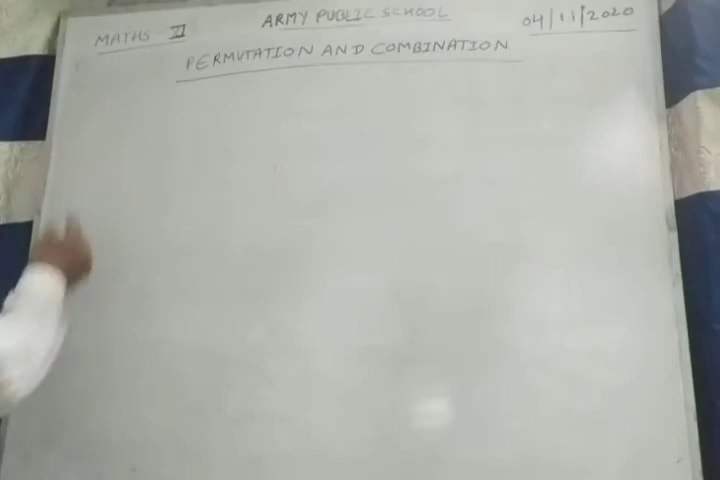 MATHS XI ARMY PUBLIC SCHOOL 04/11/2020
PERMUTATION AND COMBINATION